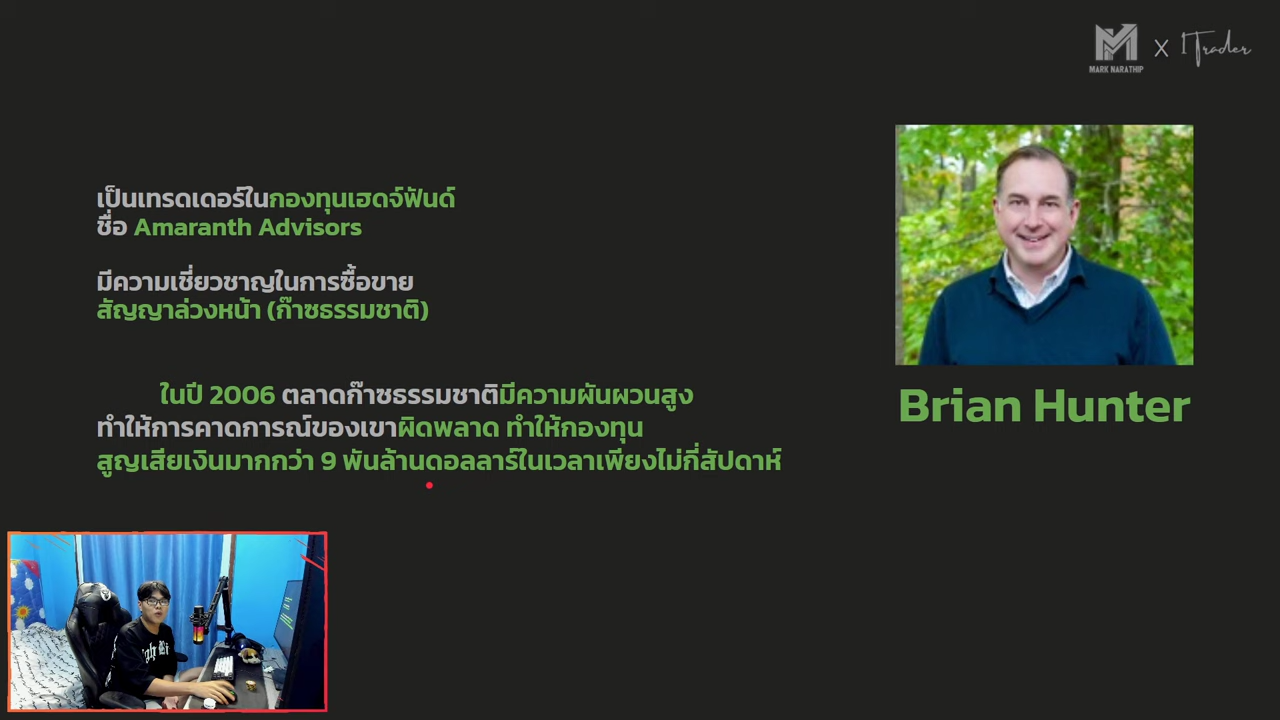 MARK NARATHIP
X
1Trader
เป็นเทรดเดอร์ในกองทุนเฮดจ์ฟันด์
ชื่อ Amaranth Advisors
มีความเชี่ยวชาญในการซื้อขาย
สัญญาล่วงหน้า (ก๊าซธรรมชาติ)
ในปี 2006 ตลาดก๊าซธรรมชาติมีความผันผวนสูง
ทำให้การคาดการณ์ของเขาผิดพลาด ทำให้กองทุน
สูญเสียเงินมากกว่า 9 พันล้านดอลลาร์ในเวลาเพียงไม่กี่สัปดาห์
Brian Hunter